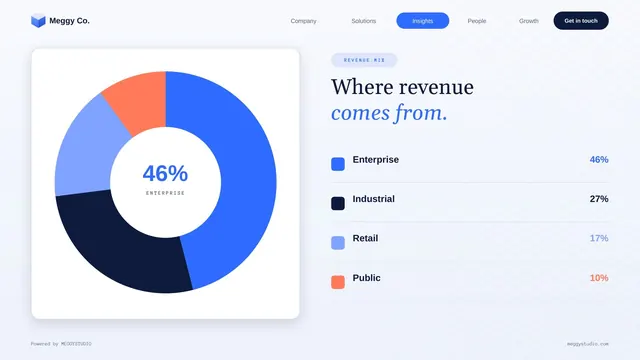 Meggy Co.
Company
Solutions
Insights
People
Growth
Get in touch
46%
ENTERPRISE
REVENUE MIX
Where revenue
comes from.
Enterprise 46%
Industrial 27%
Retail 17%
Public 10%
Powered by MEGGYSTUDIO
meggystudio.com